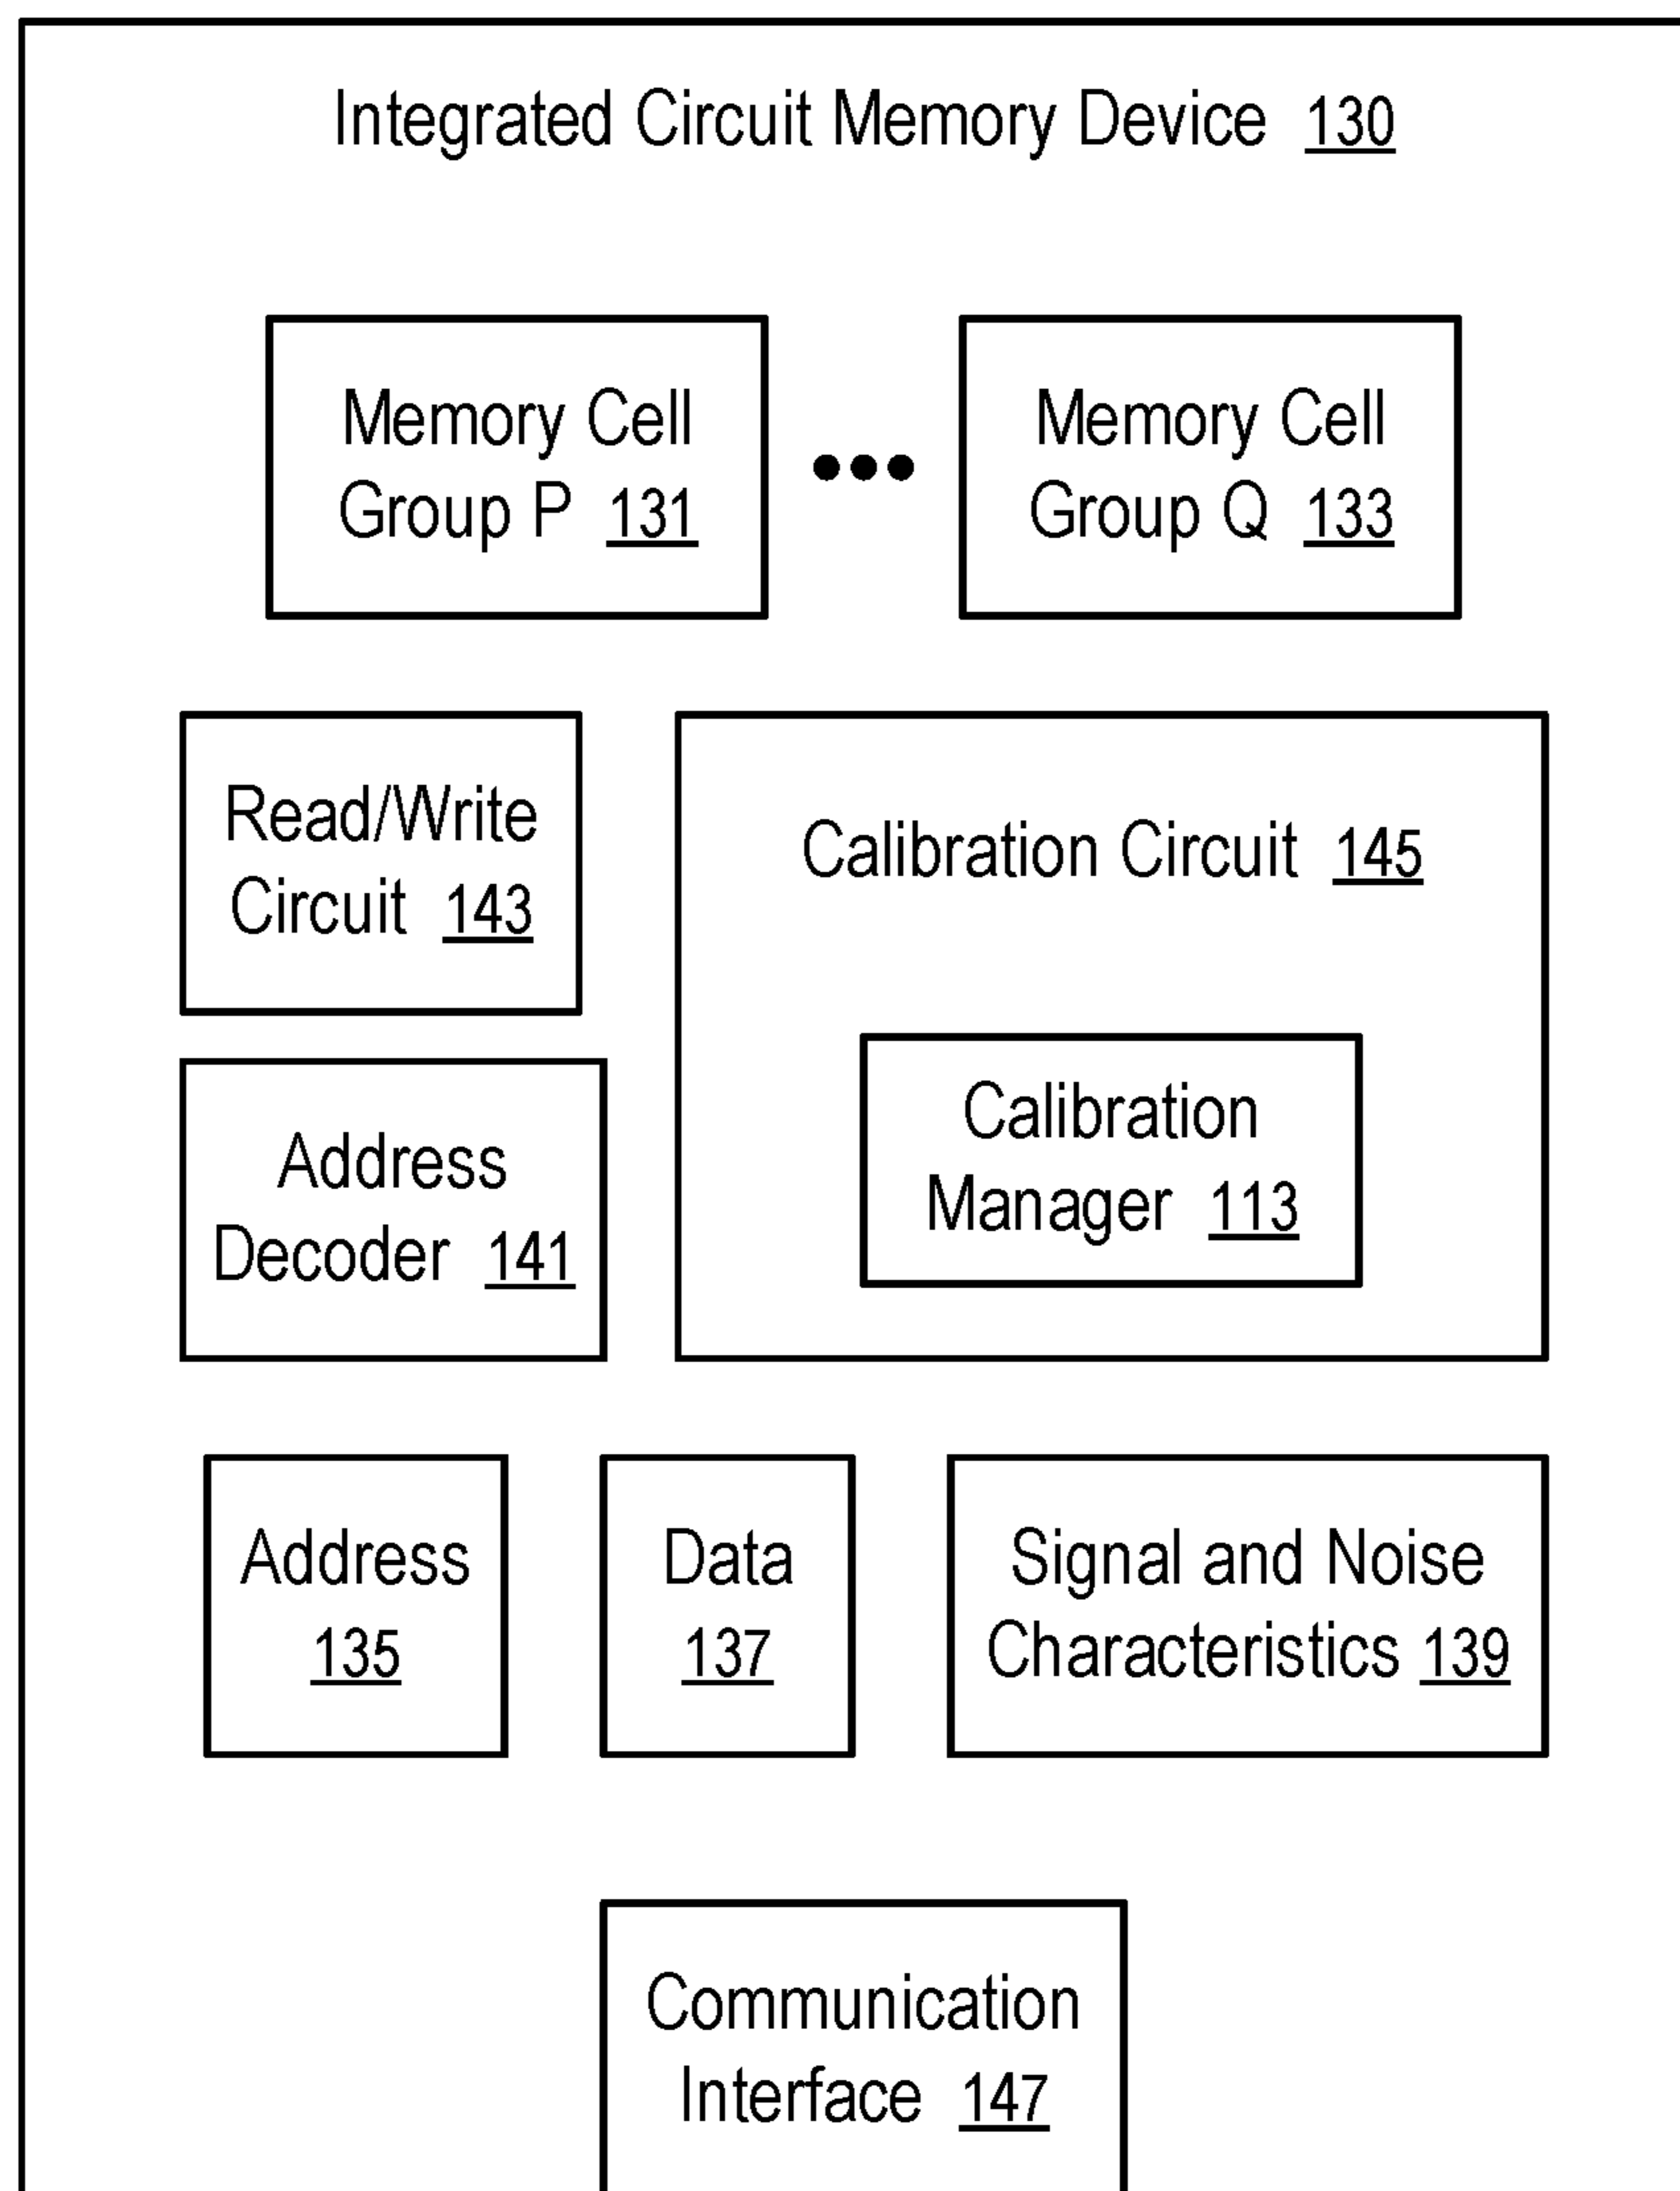 Integrated Circuit Memory Device 130
Memory Cell
Group P 131
Memory Cell
Group Q 133
Read/Write
Circuit 143
Calibration Circuit 145
Calibration
Manager 113
Address
Decoder 141
Address
135
Data
137
Signal and Noise
Characteristics 139
Communication
Interface 147